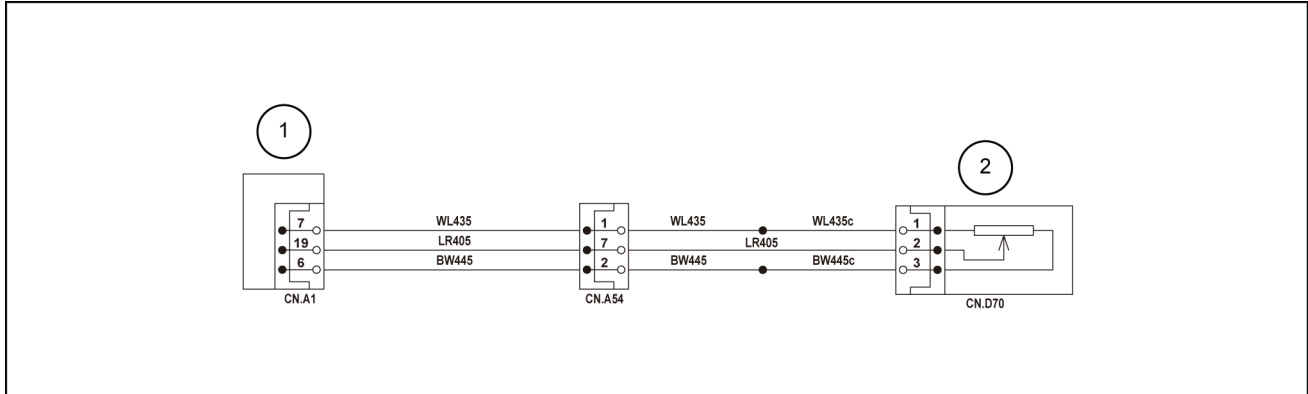 1
2
7 WL435 1 WL435 WL435c 1
19 LR405 7 LR405 2
6 BW445 2 BW445 BW445c 3
CN.A1 CN.A54 CN.D70